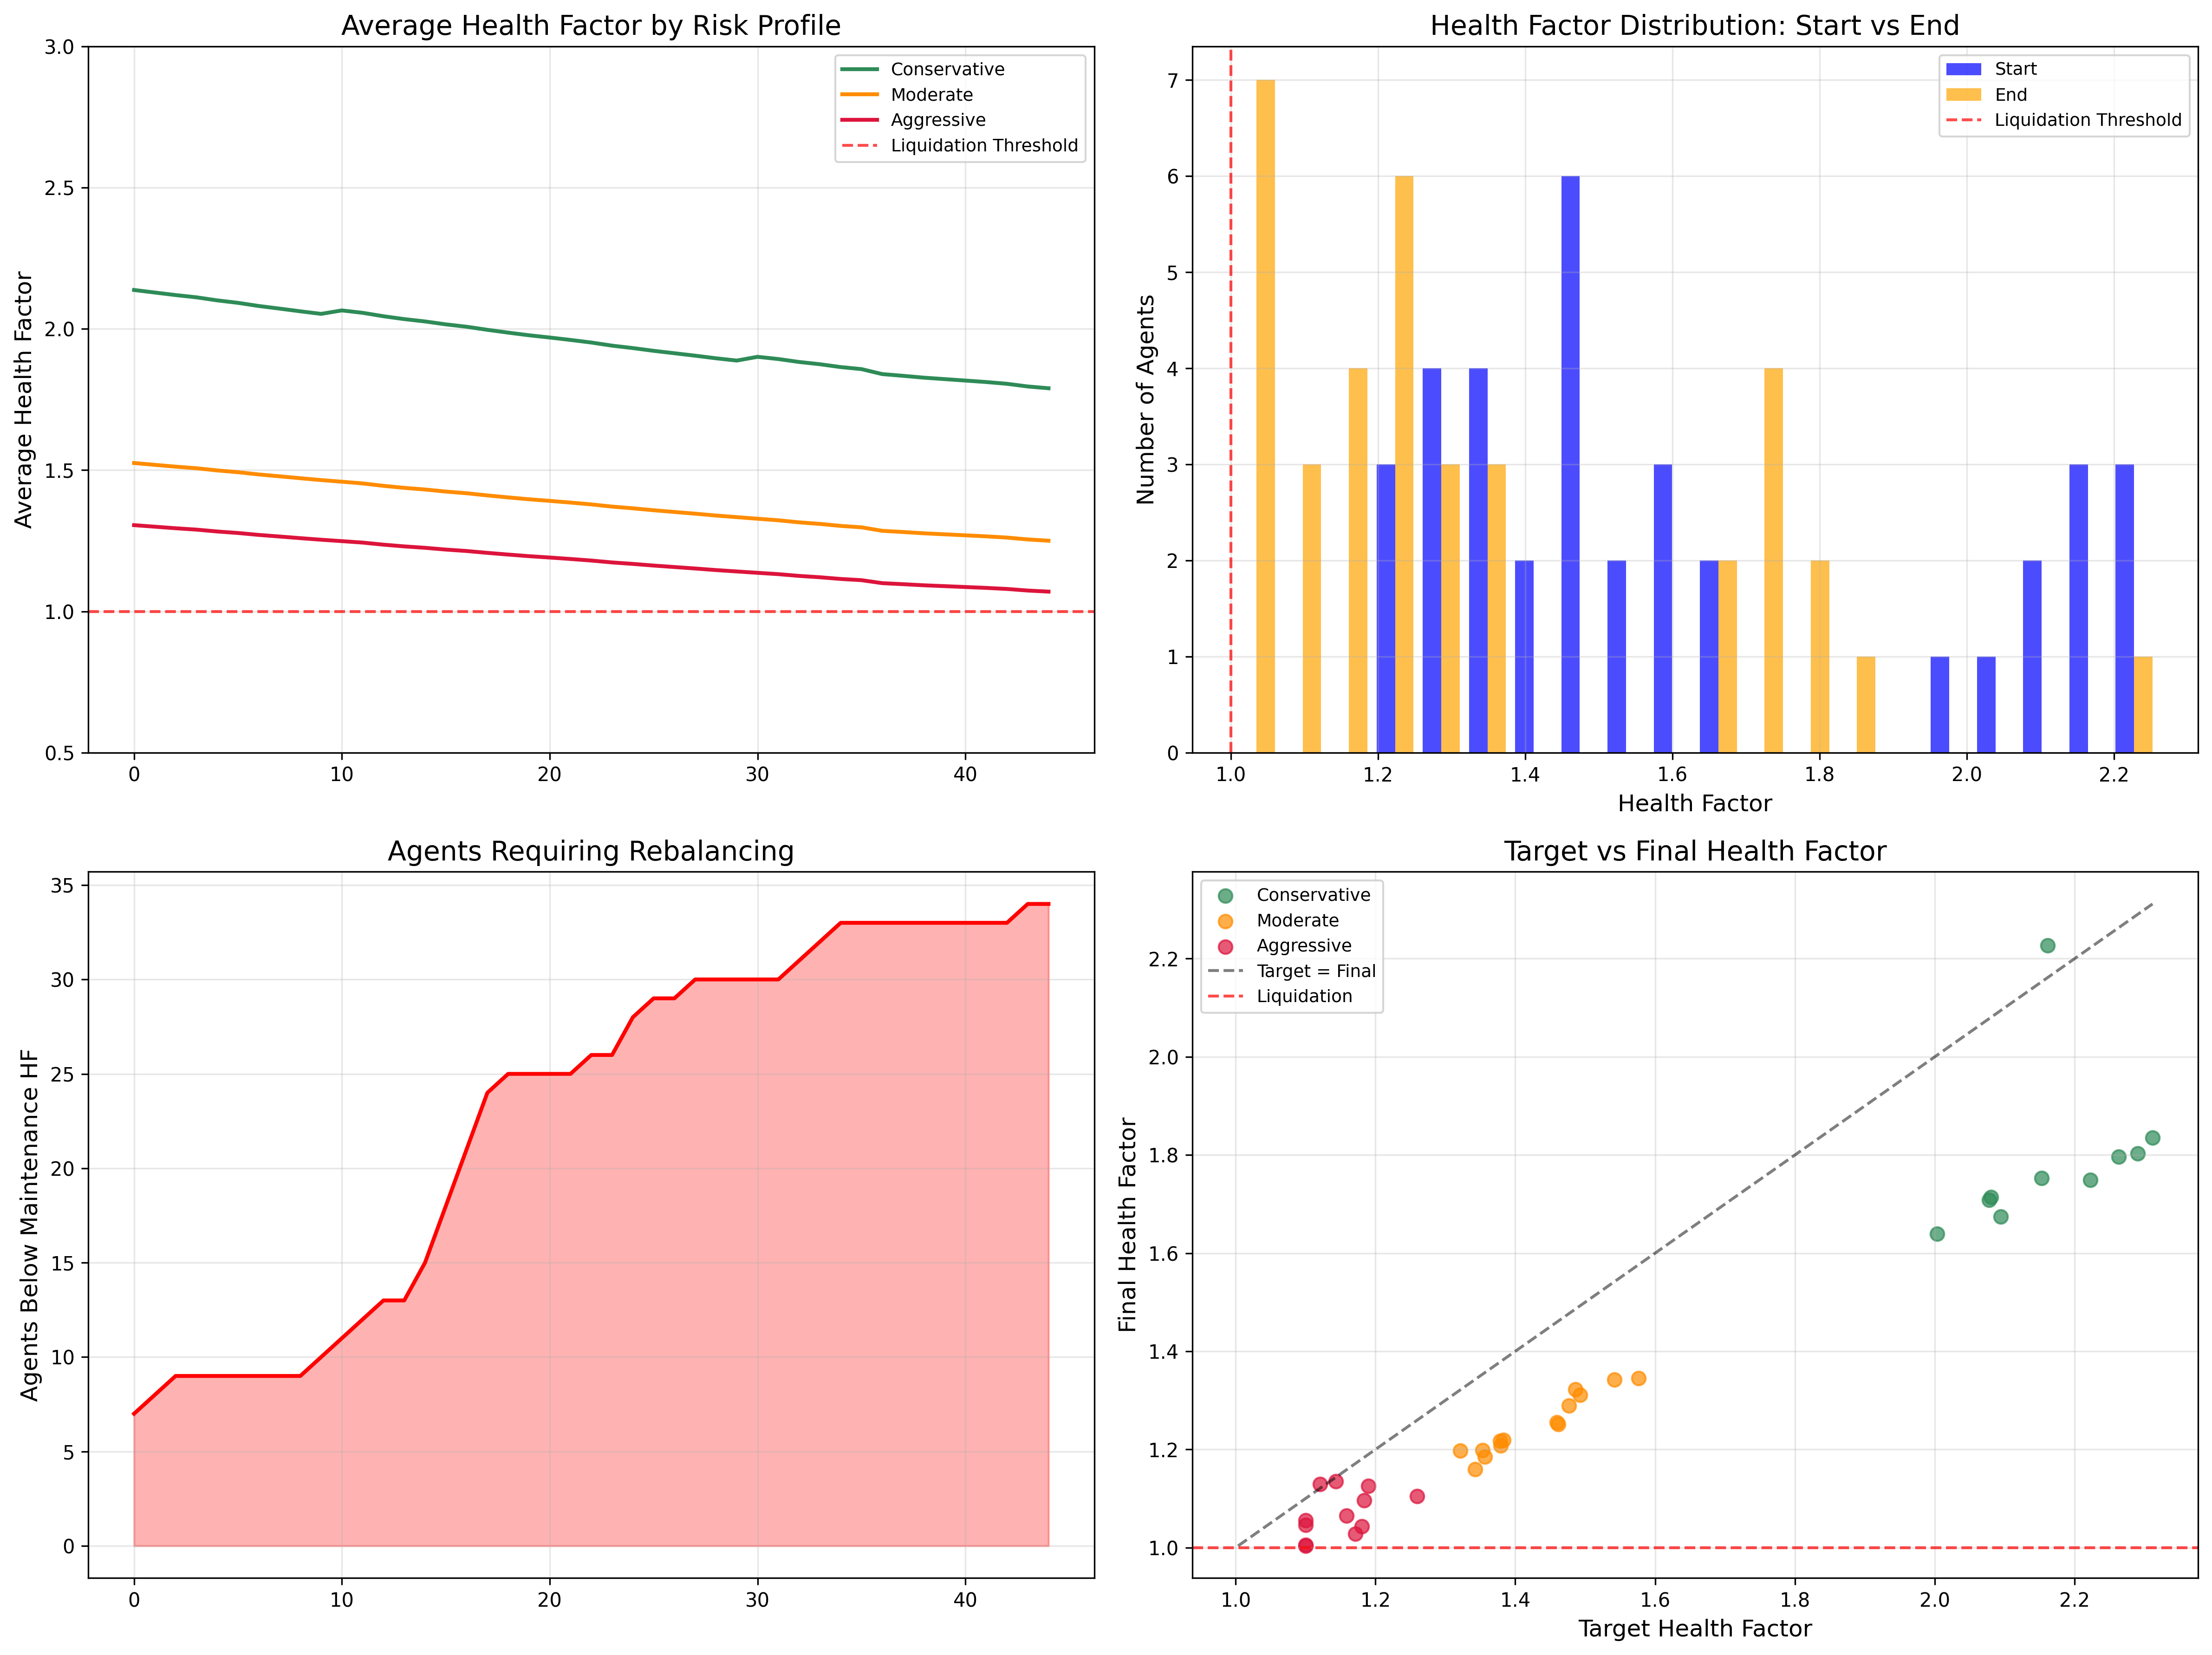 Average Health Factor by Risk Profile
Average Health Factor
3.0
2.5
2.0
1.5
1.0
0.5
0 10 20 30 40
Conservative
Moderate
Aggressive
Liquidation Threshold
Health Factor Distribution: Start vs End
Number of Agents
7
6
5
4
3
2
1
0
1.0 1.2 1.4 1.6 1.8 2.0 2.2
Health Factor
Start
End
Liquidation Threshold
Agents Requiring Rebalancing
Agents Below Maintenance HF
35
30
25
20
15
10
5
0
0 10 20 30 40
Target vs Final Health Factor
Final Health Factor
2.2
2.0
1.8
1.6
1.4
1.2
1.0
1.0 1.2 1.4 1.6 1.8 2.0 2.2
Target Health Factor
Conservative
Moderate
Aggressive
Target = Final
Liquidation